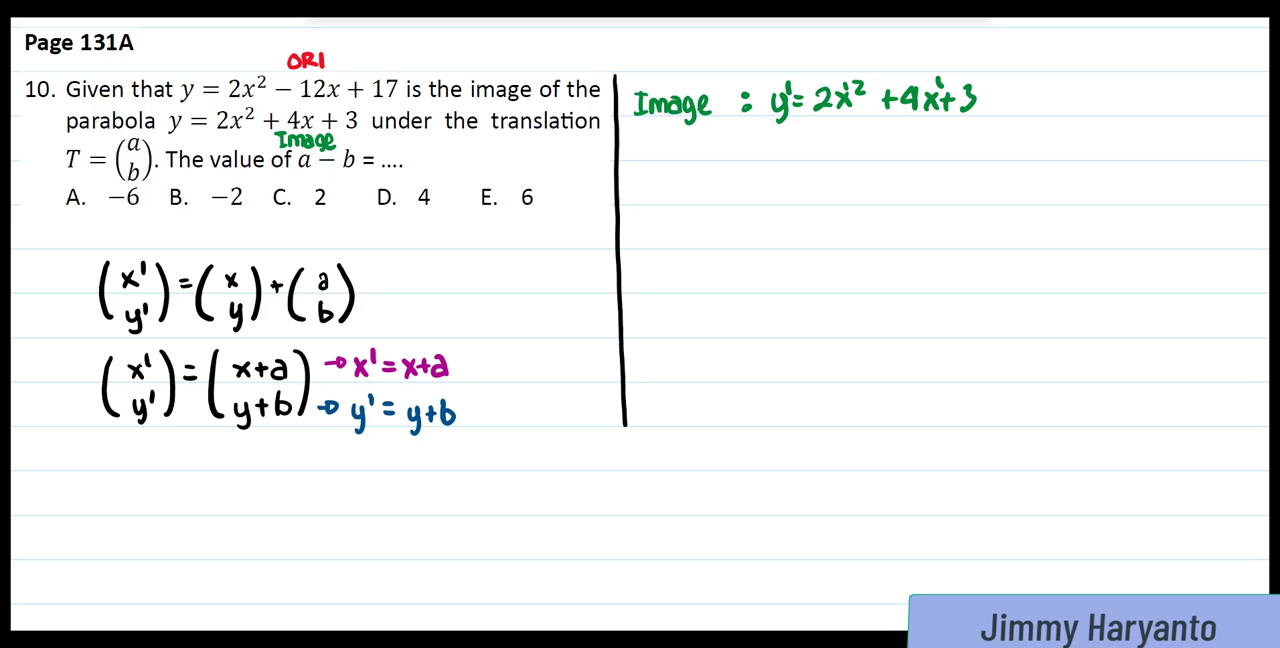 Page 131A
ORI
10. Given that y = 2x² − 12x + 17 is the image of the
parabola y = 2x² + 4x + 3 under the translation
Image
T = (a b). The value of a − b = ....
A. −6 B. −2 C. 2 D. 4 E. 6
(x' y') = (x y) + (a b)
(x' y') = (x+a y+b) → x' = x+a
→ y' = y+b
Image : y' = 2x'² + 4x' + 3
Jimmy Haryanto